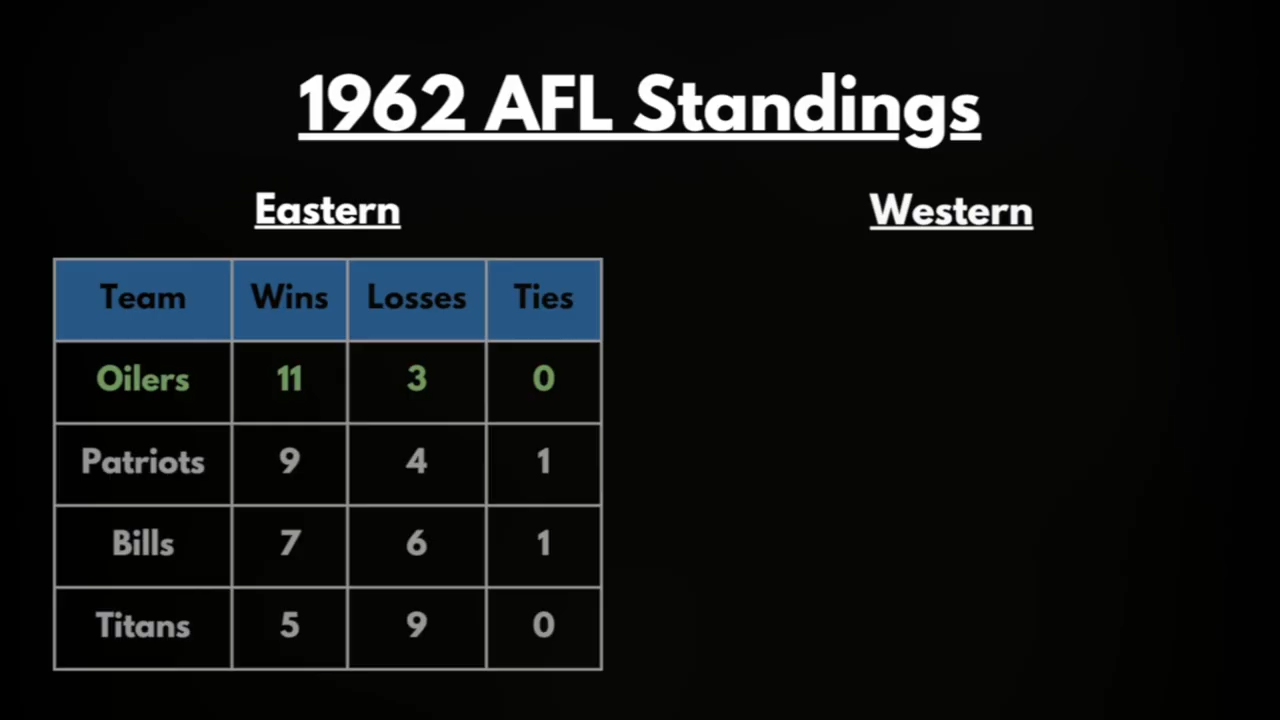 1962 AFL Standings
Eastern
Western
Team Wins Losses Ties
Oilers 11 3 0
Patriots 9 4 1
Bills 7 6 1
Titans 5 9 0